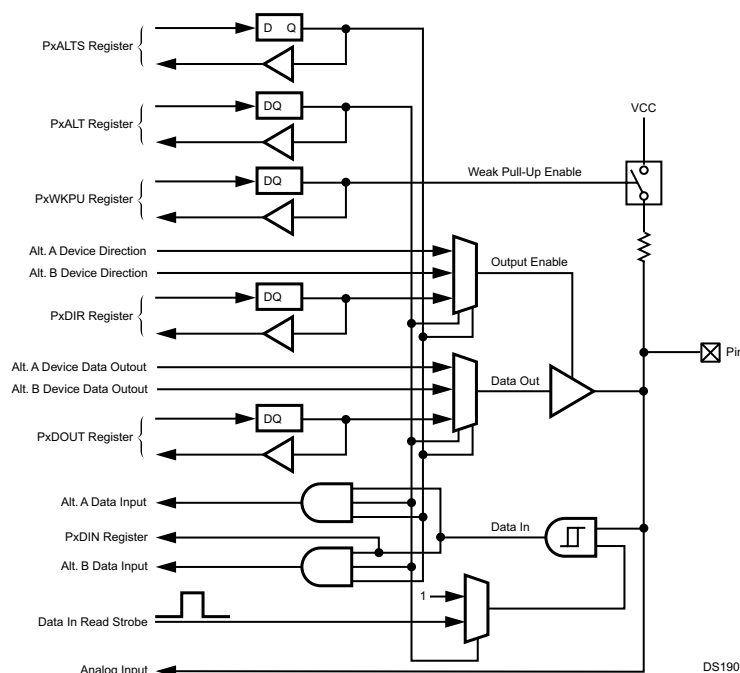 D Q
PxALTS Register
DQ
PxALT Register
VCC
DQ
Weak Pull-Up Enable
PxWKPU Register
Alt. A Device Direction
Output Enable
Alt. B Device Direction
DQ
PxDIR Register
Pin
Alt. A Device Data Outout
Data Out
Alt. B Device Data Outout
DQ
PxDOUT Register
Alt. A Data Input
Data In
PxDIN Register
Alt. B Data Input
1
Data In Read Strobe
Analog Input
DS190